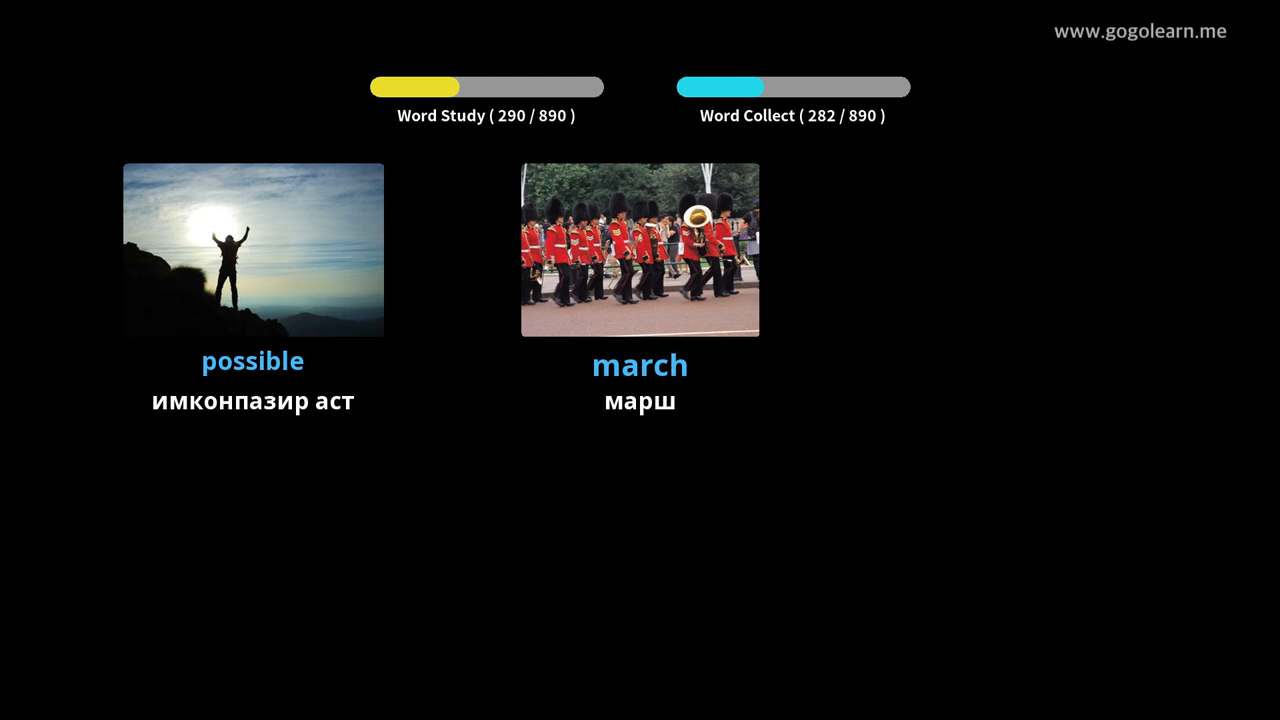 www.gogolearn.me
Word Study ( 290 / 890 )
Word Collect ( 282 / 890 )
possible
имконпазир аст
march
марш